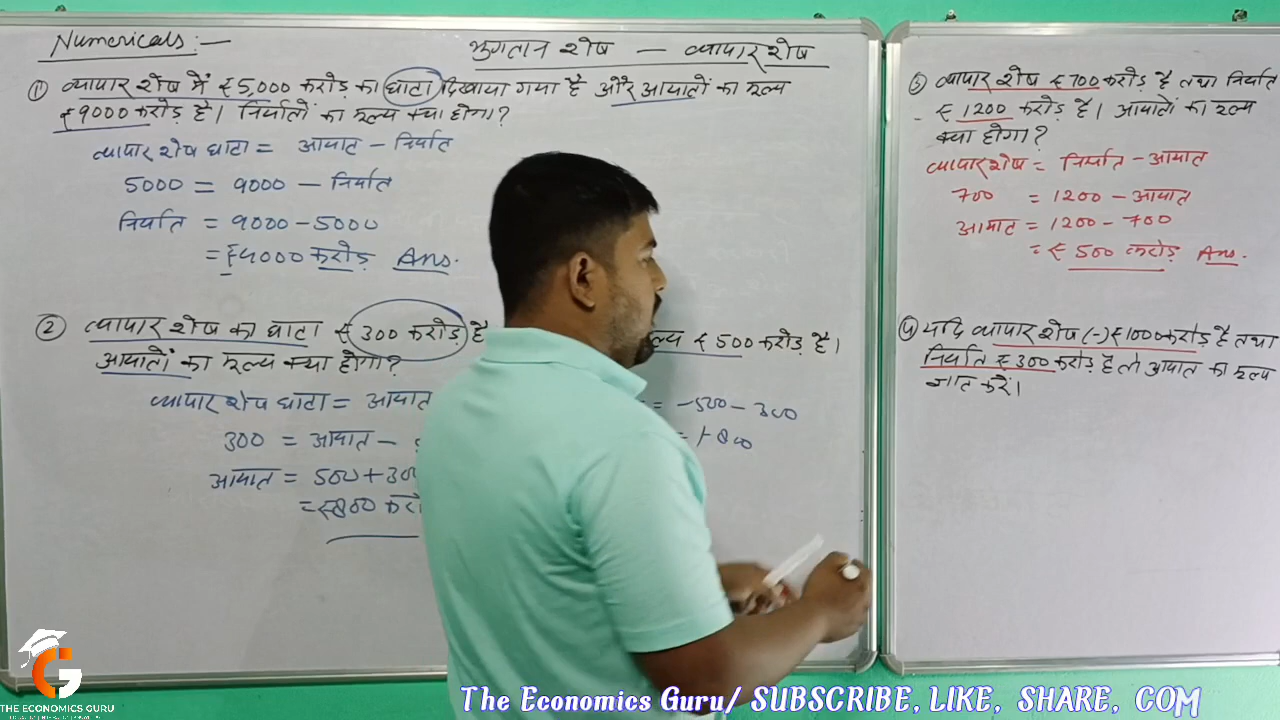 Numericals:—
भुगतान शेष — व्यापार शेष
① व्यापार शेष में ₹5,000 करोड़ का घाटा दिखाया गया है और आयातों का मूल्य
₹9000 करोड़ है। निर्यातों का मूल्य क्या होगा?
व्यापार शेष घाटा = आयात – निर्यात
5000 = 9000 – निर्यात
निर्यात = 9000 – 5000
= ₹4000 करोड़ Ans.
② व्यापार शेष का घाटा ₹ 300 करोड़ है
मूल्य ₹ 500 करोड़ है।
आयातों का मूल्य क्या होगा?
व्यापार शेष घाटा = आयात
300 = आयात –
आयात = 500 + 300
= ₹800
= –500 – 300
800
व्यापार शेष ₹ 700 करोड़ है तथा निर्यात
₹ 1200 करोड़ है। आयातों का मूल्य
क्या होगा?
व्यापार शेष = निर्यात – आयात
700 = 1200 – आयात
आयात = 1200 – 700
= ₹ 500 करोड़ Ans.
④ यदि व्यापार शेष (-) ₹1000 करोड़ है तथा
निर्यात ₹ 300 करोड़ है तो आयात का मूल्य
ज्ञात करें।
G
THE ECONOMICS GURU
The Economics Guru/ SUBSCRIBE, LIKE, SHARE, COM